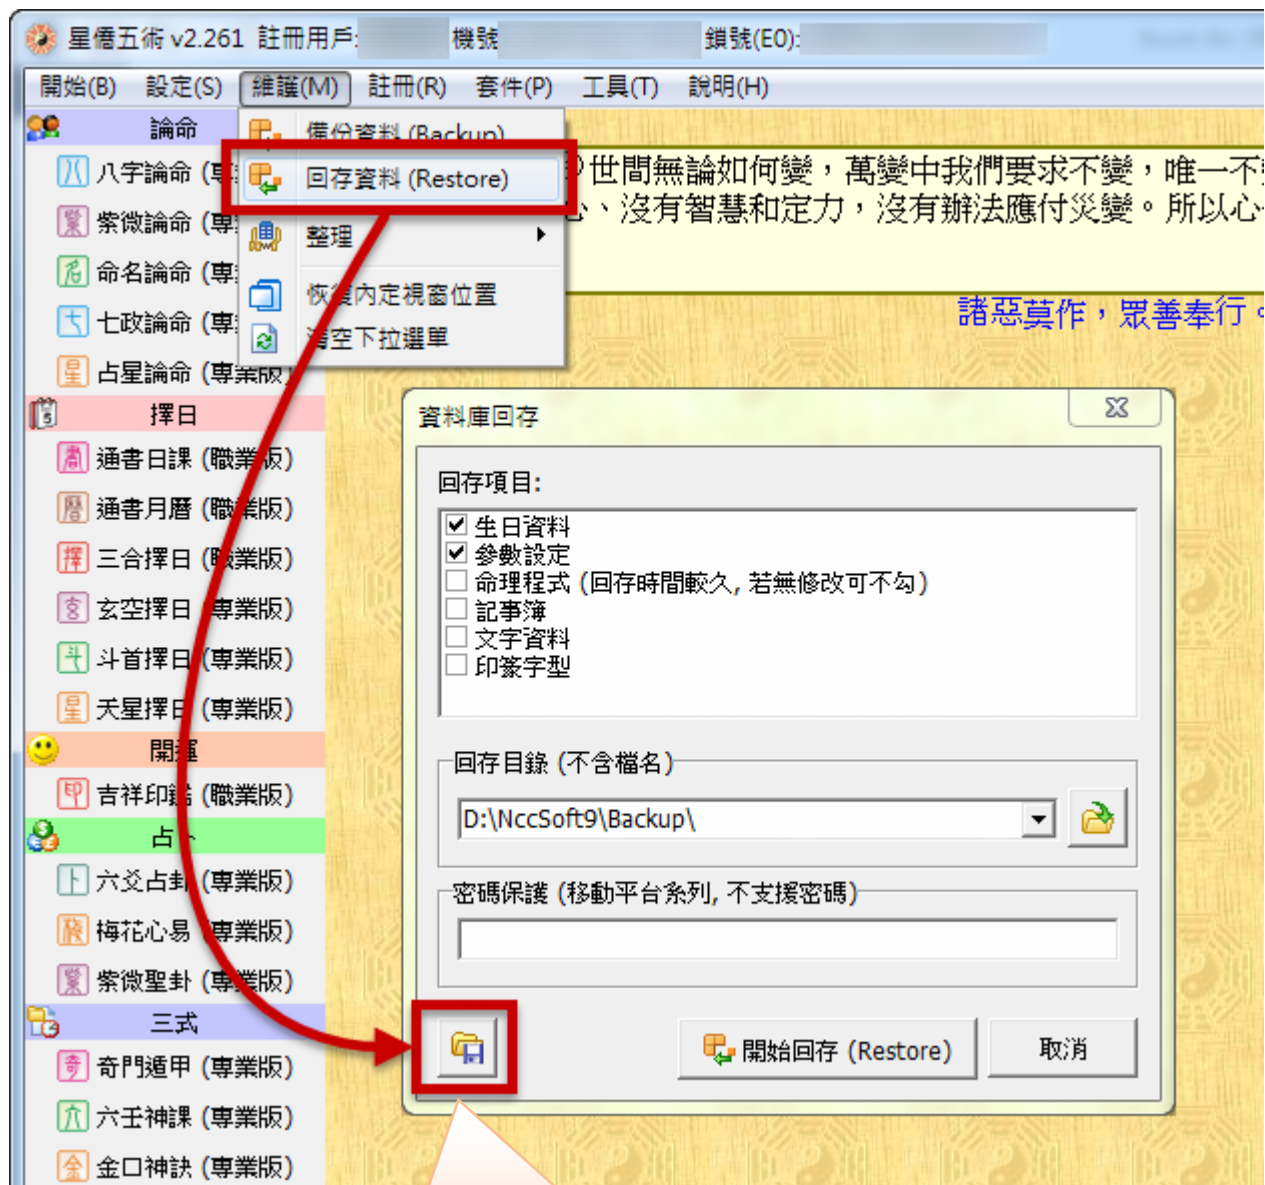 星僑五術 v2.261 註冊用戶: 機號 鎖號(E0):
開始(B) 設定(S) 維護(M) 註冊(R) 套件(P) 工具(T) 說明(H)
論命
八字論命 (專
紫微論命 (專
命名論命 (專
七政論命 (專
占星論命 (專業版)
擇日
通書日課 (職業版)
通書月曆 (職業版)
三合擇日 (職業版)
玄空擇日 (專業版)
斗首擇日 (專業版)
天星擇日 (專業版)
開運
吉祥印鑑 (職業版)
占卜
六爻占卦 (專業版)
梅花心易 (專業版)
紫微聖卦 (專業版)
三式
奇門遁甲 (專業版)
六壬神課 (專業版)
金口神訣 (專業版)
備份資料 (Backup)
回存資料 (Restore)
整理
恢復內定視窗位置
清空下拉選單
世間無論如何變，萬變中我們要求不變，唯一不
心、沒有智慧和定力，沒有辦法應付災變。所以心
諸惡莫作，眾善奉行。
資料庫回存
回存項目:
生日資料
參數設定
命理程式 (回存時間較久, 若無修改可不勾)
記事簿
文字資料
印鑒字型
回存目錄 (不含檔名)
D:\NccSoft9\Backup\
密碼保護 (移動平台系列, 不支援密碼)
開始回存 (Restore)
取消